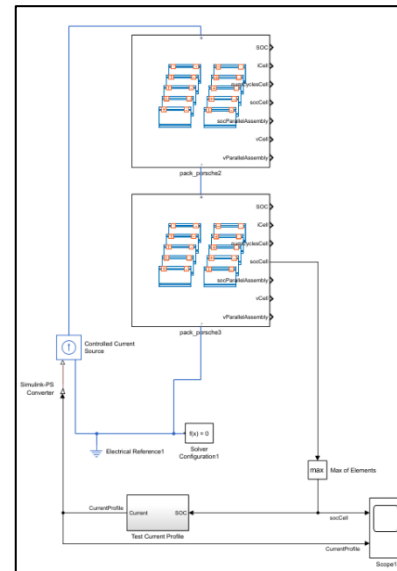 SOC
iCell
numCyclesCell
socCell
socParallelAssembly
vCell
vParallelAssembly
pack_porsche2
SOC
iCell
numCyclesCell
socCell
socParallelAssembly
vCell
vParallelAssembly
pack_porsche3
Controlled Current
Source
Simulink-PS
Converter
Electrical Reference1
f(x) = 0
Solver
Configuration1
max
Max of Elements
CurrentProfile
Current
SOC
Test Current Profile
socCell
CurrentProfile
Scope1